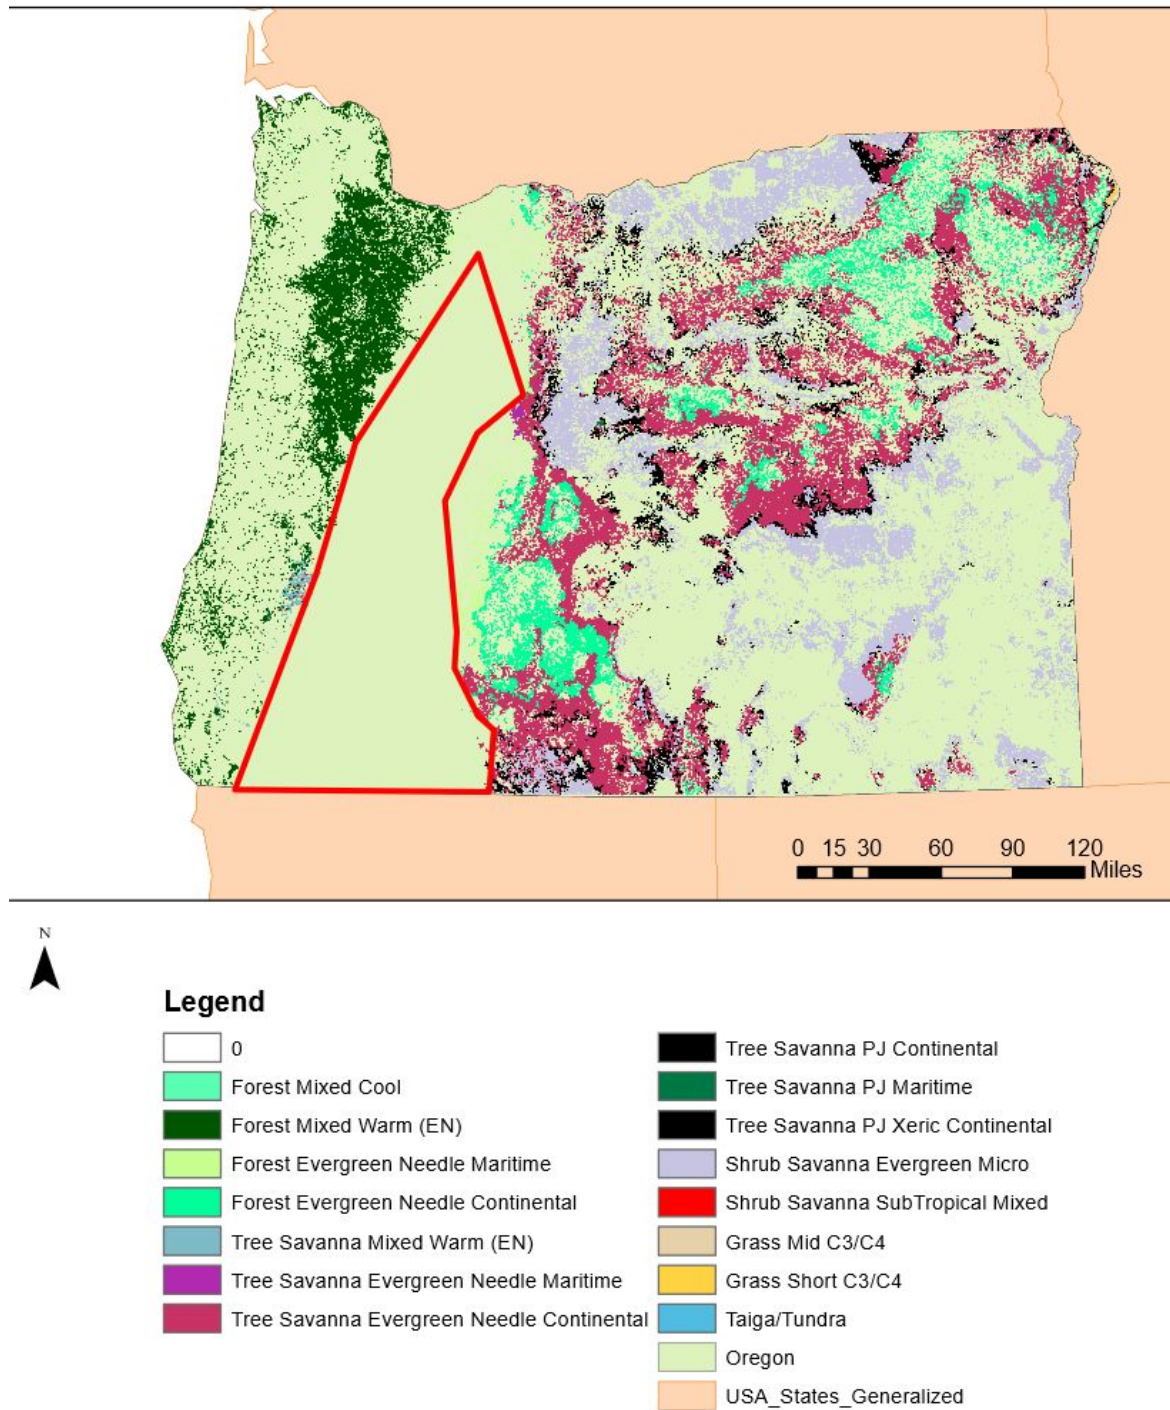 0 15 30 60 90 120
Miles
N
Legend
0
Forest Mixed Cool
Forest Mixed Warm (EN)
Forest Evergreen Needle Maritime
Forest Evergreen Needle Continental
Tree Savanna Mixed Warm (EN)
Tree Savanna Evergreen Needle Maritime
Tree Savanna Evergreen Needle Continental
Tree Savanna PJ Continental
Tree Savanna PJ Maritime
Tree Savanna PJ Xeric Continental
Shrub Savanna Evergreen Micro
Shrub Savanna SubTropical Mixed
Grass Mid C3/C4
Grass Short C3/C4
Taiga/Tundra
Oregon
USA_States_Generalized